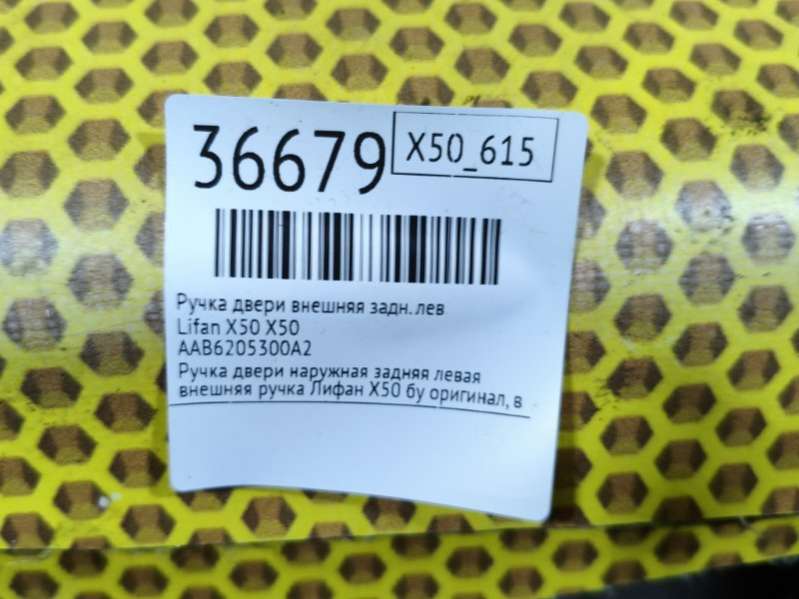 36679
X50_615
Ручка двери внешняя задн. лев
Lifan X50 X50
AAB6205300A2
Ручка двери наружная задняя левая
внешняя ручка Лифан Х50 бу оригинал, в